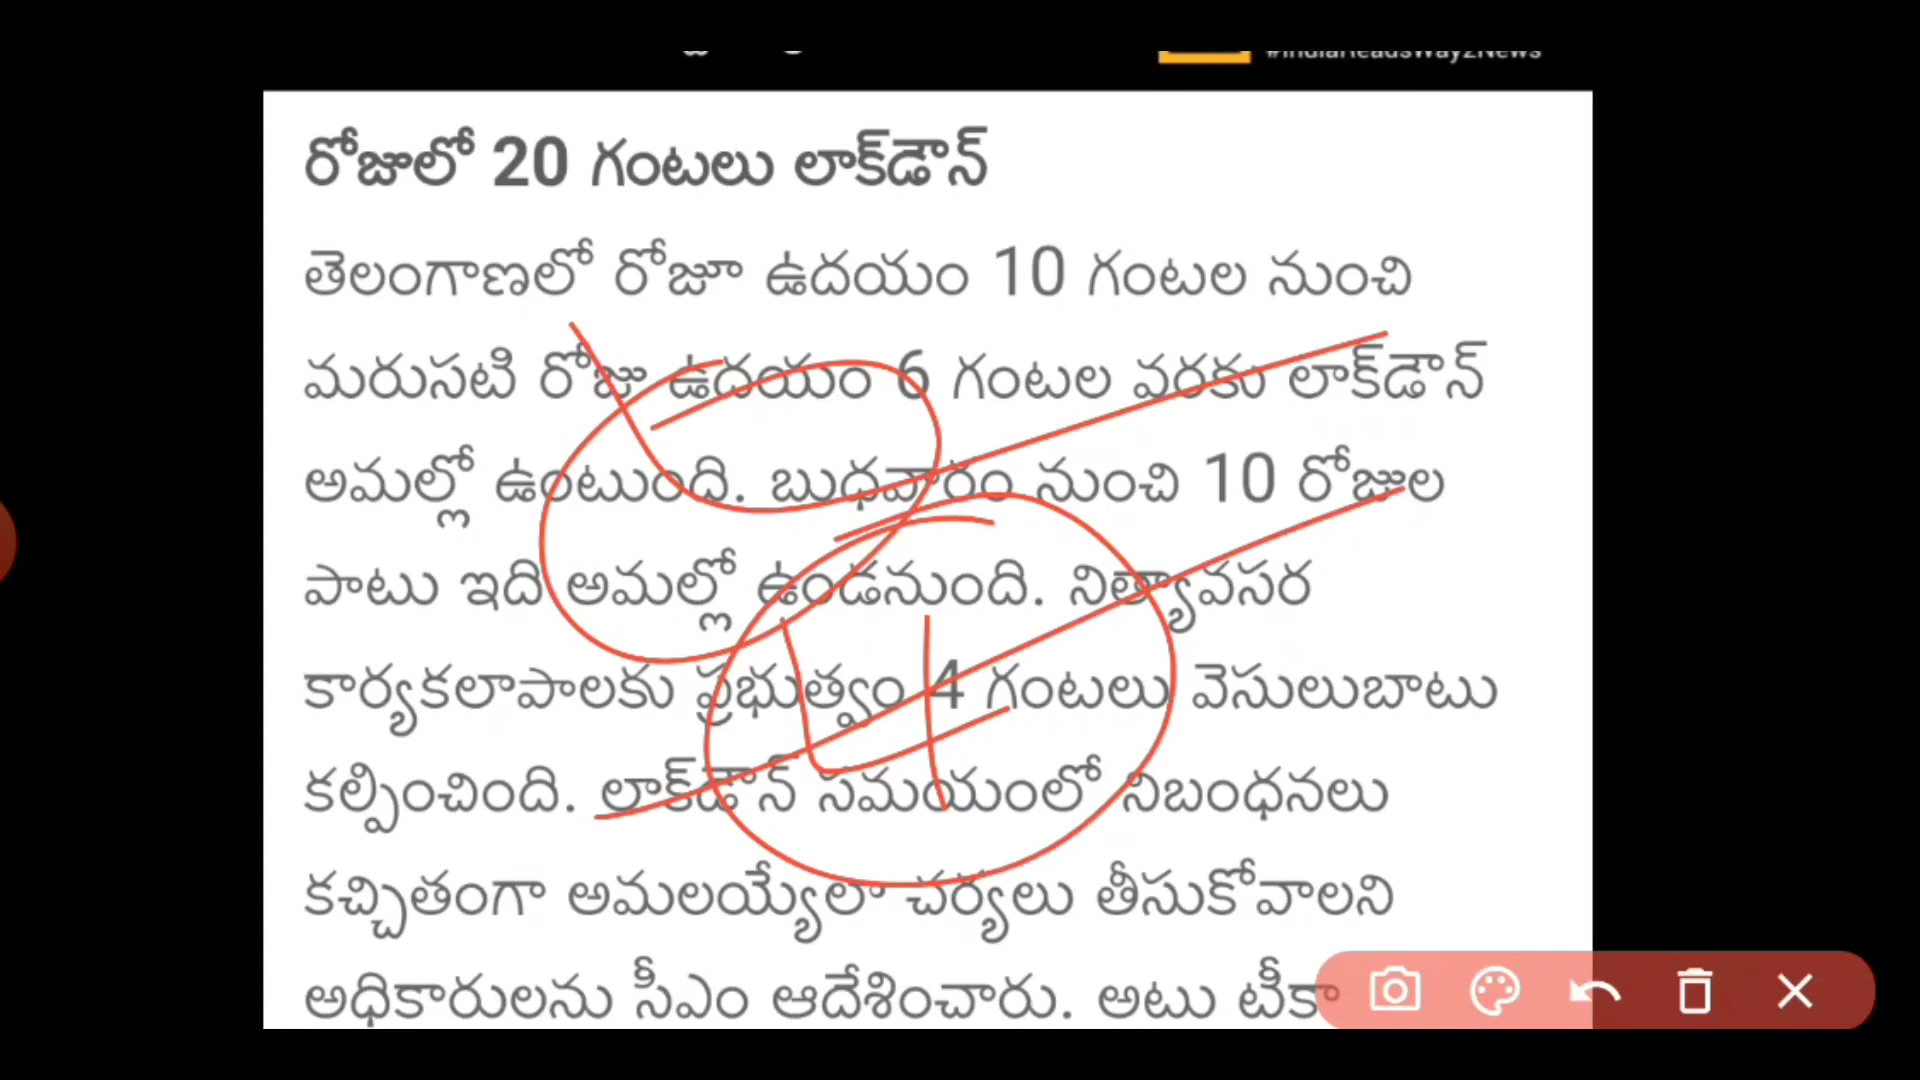 #IndiaReadsWay2News
రోజులో 20 గంటలు లాక్‌డౌన్
తెలంగాణలో రోజూ ఉదయం 10 గంటల నుంచి
మరుసటి రోజు ఉదయం 6 గంటల వరకు లాక్‌డౌన్
అమల్లో ఉంటుంది. బుధవారం నుంచి 10 రోజుల
పాటు ఇది అమల్లో ఉండనుంది. నిత్యావసర
కార్యకలాపాలకు ప్రభుత్వం 4 గంటలు వెసులుబాటు
కల్పించింది. లాక్‌డౌన్ సమయంలో నిబంధనలు
కచ్చితంగా అమలయ్యేలా చర్యలు తీసుకోవాలని
అధికారులను సీఎం ఆదేశించారు. అటు టీకా